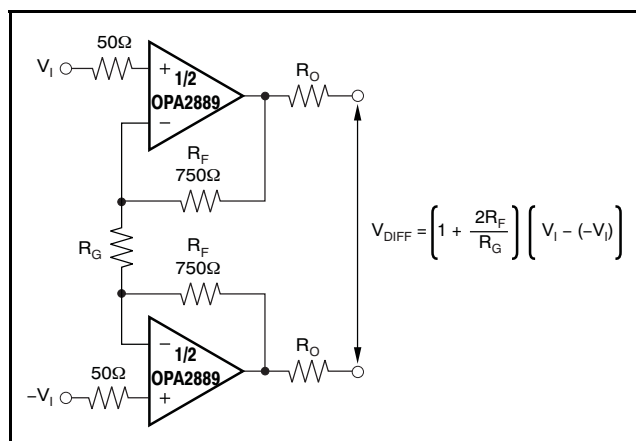 50Ω
V_I
+
1/2
OPA2889
−
R_O
R_F
750Ω
R_G
V_DIFF = (1 + 2R_F/R_G) (V_I − (−V_I))
R_F
750Ω
−
1/2
OPA2889
+
R_O
50Ω
−V_I